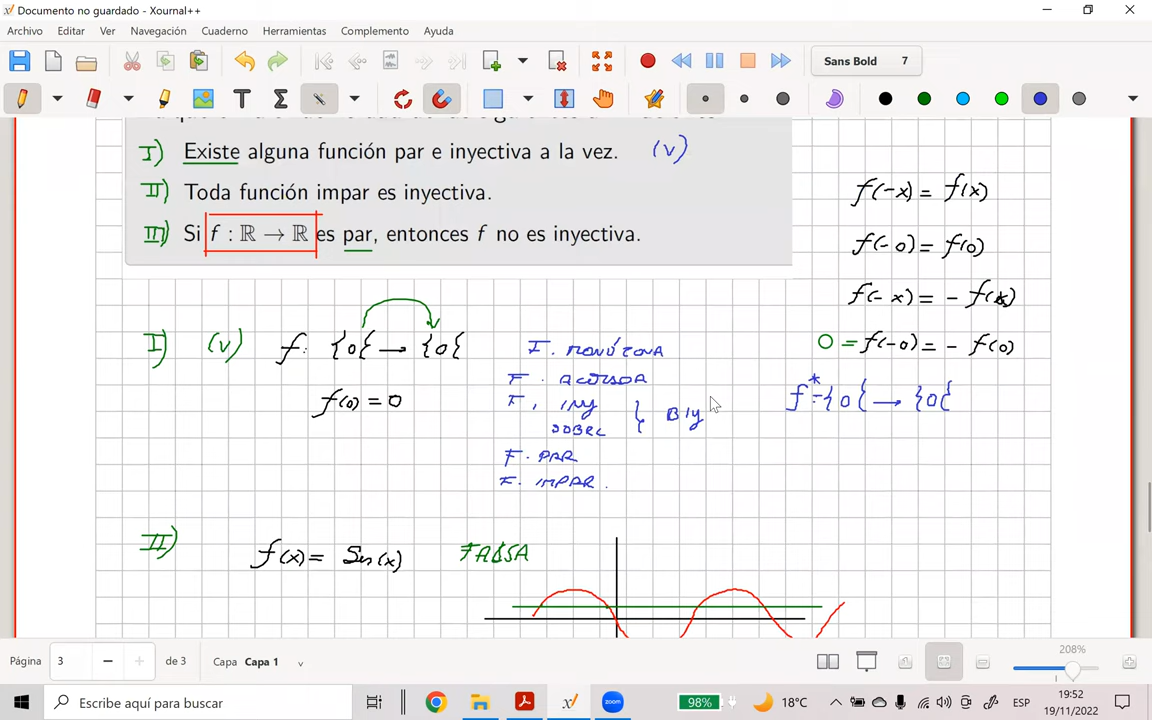 Documento no guardado - Xournal++
Archivo Editar Ver Navegación Cuaderno Herramientas Complemento Ayuda
Sans Bold 7
I) Existe alguna función par e inyectiva a la vez. (V)
II) Toda función impar es inyectiva.
III) Si f : ℝ → ℝ es par, entonces f no es inyectiva.
f(-x) = f(x)
f(-0) = f(0)
f(-x) = - f(x)
0 = f(-0) = - f(0)
f*: {0{ → {0{
I) (V) f: {0{ → {0{
f(0) = 0
F. MONÓTONA
F. ACOTADA
F. INY
SOBRE
} BIY
F. PAR
F. IMPAR.
II) f(x) = Sen(x) FALSA
Página 3 de 3 Capa Capa 1 208%
Escribe aquí para buscar
zoom
98% 18°C ESP 19:52
19/11/2022